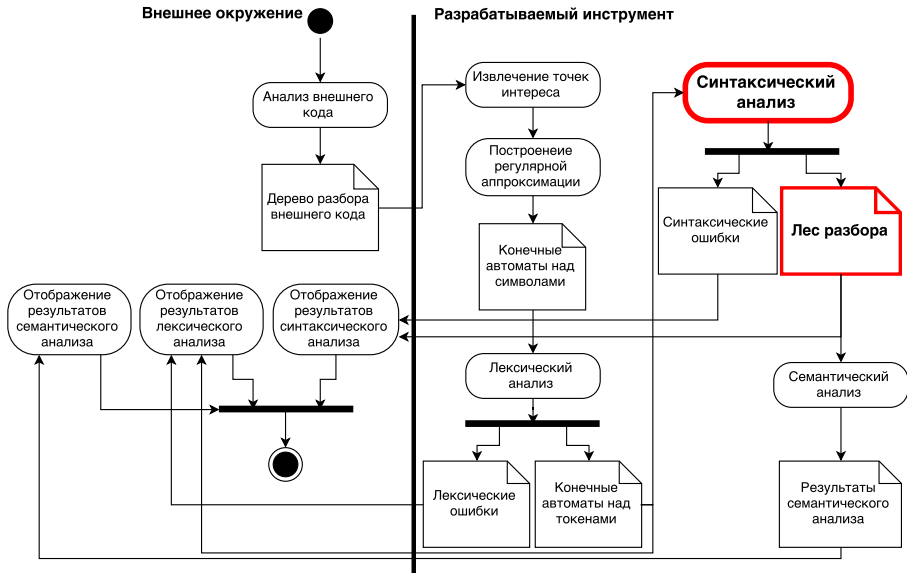 Внешнее окружение
Разрабатываемый инструмент
Анализ внешнего
кода
Извлечение точек
интереса
Синтаксический
анализ
Построенеие
регулярной
аппроксимации
Дерево разбора
внешнего кода
Синтаксические
ошибки
Лес разбора
Конечные
автоматы над
символами
Отображение
результатов
семантического
анализа
Отображение
результатов
лексического
анализа
Отображение
результатов
синтаксического
анализа
Лексический
анализ
Семантический
анализ
Лексические
ошибки
Конечные
автоматы над
токенами
Результаты
семантического
анализа